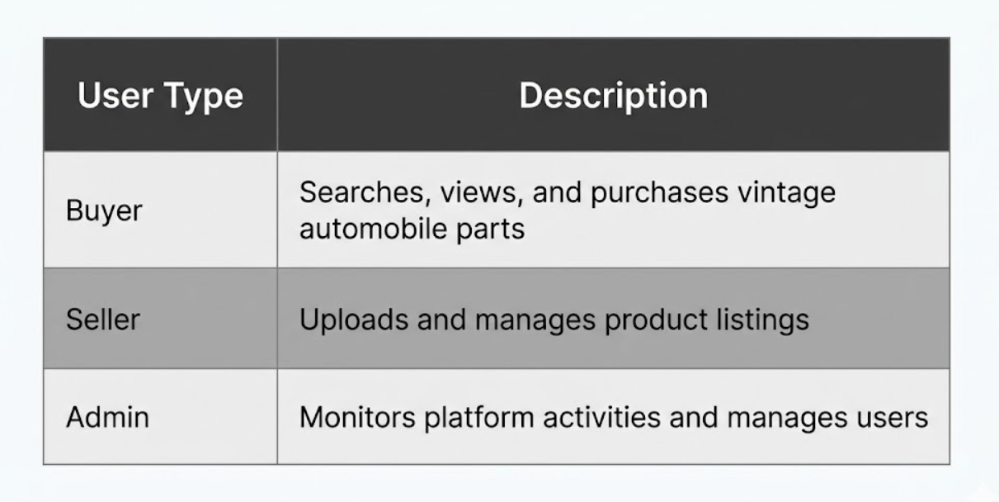 User Type
Description
Buyer
Searches, views, and purchases vintage
automobile parts
Seller
Uploads and manages product listings
Admin
Monitors platform activities and manages users